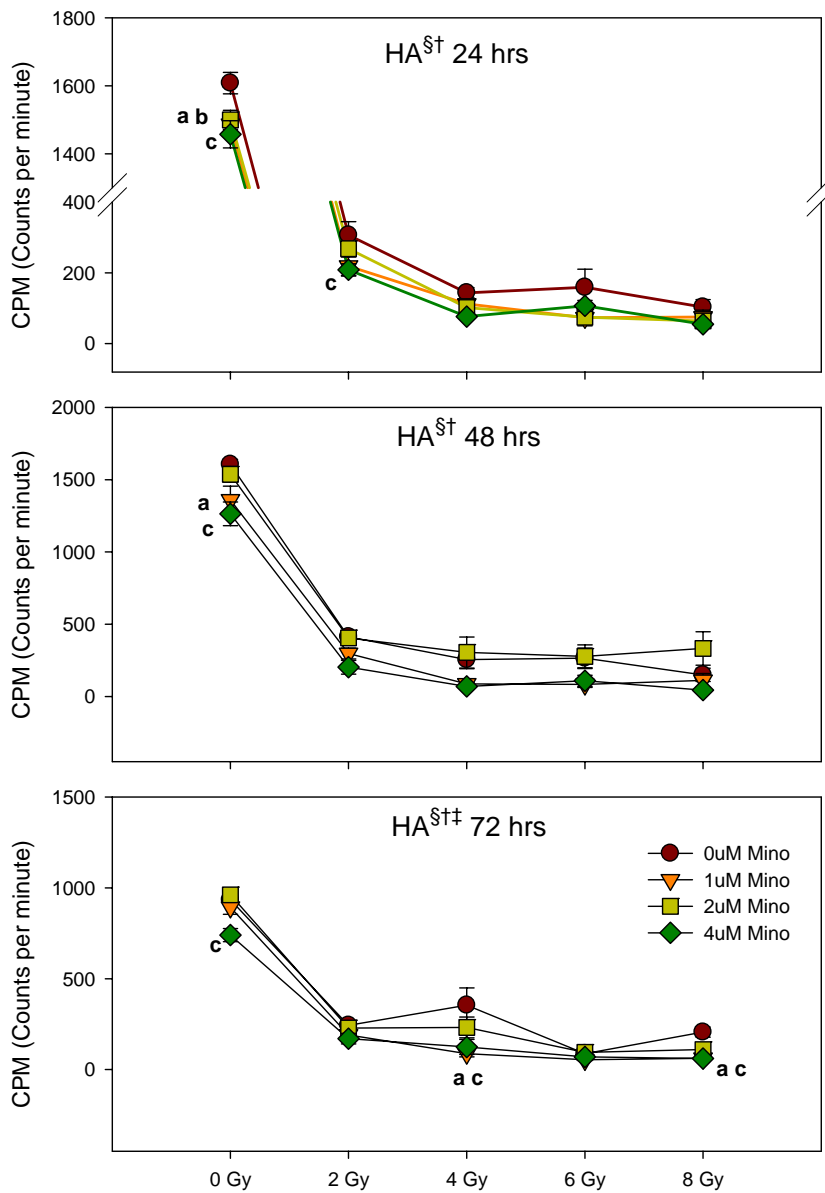 1800
HA§† 24 hrs
1600
a b
1400
c
CPM (Counts per minute)
400
200
c
0
2000
HA§† 48 hrs
1500
a
c
1000
CPM (Counts per minute)
500
0
1500
HA§†‡ 72 hrs
0uM Mino
1uM Mino
1000
2uM Mino
4uM Mino
c
CPM (Counts per minute)
500
0
a c
a c
0 Gy 2 Gy 4 Gy 6 Gy 8 Gy